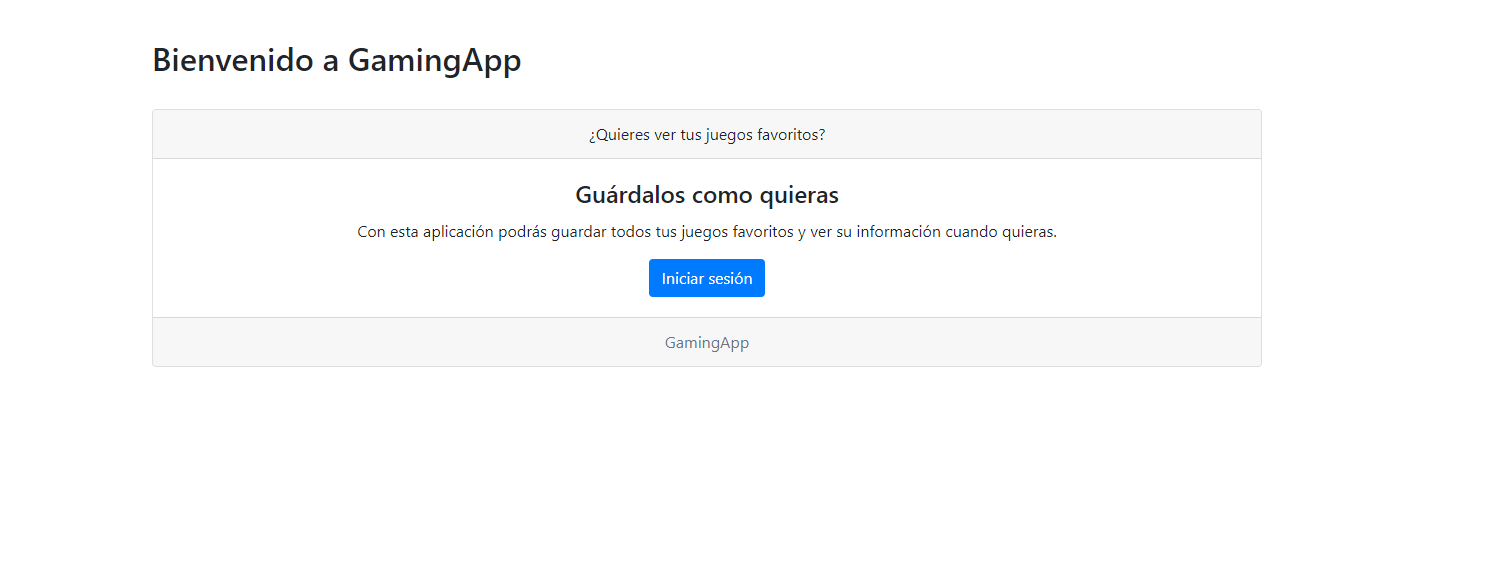 Bienvenido a GamingApp
¿Quieres ver tus juegos favoritos?
Guárdalos como quieras
Con esta aplicación podrás guardar todos tus juegos favoritos y ver su información cuando quieras.
Iniciar sesión
GamingApp